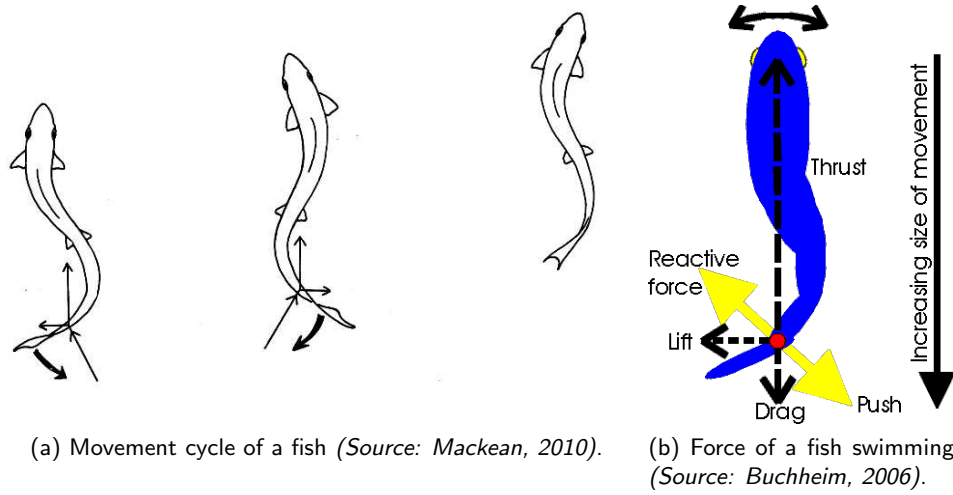 Thrust
Reactive
force
Lift
Drag
Push
Increasing size of movement
(a) Movement cycle of a fish (Source: Mackean, 2010).
(b) Force of a fish swimming
(Source: Buchheim, 2006).